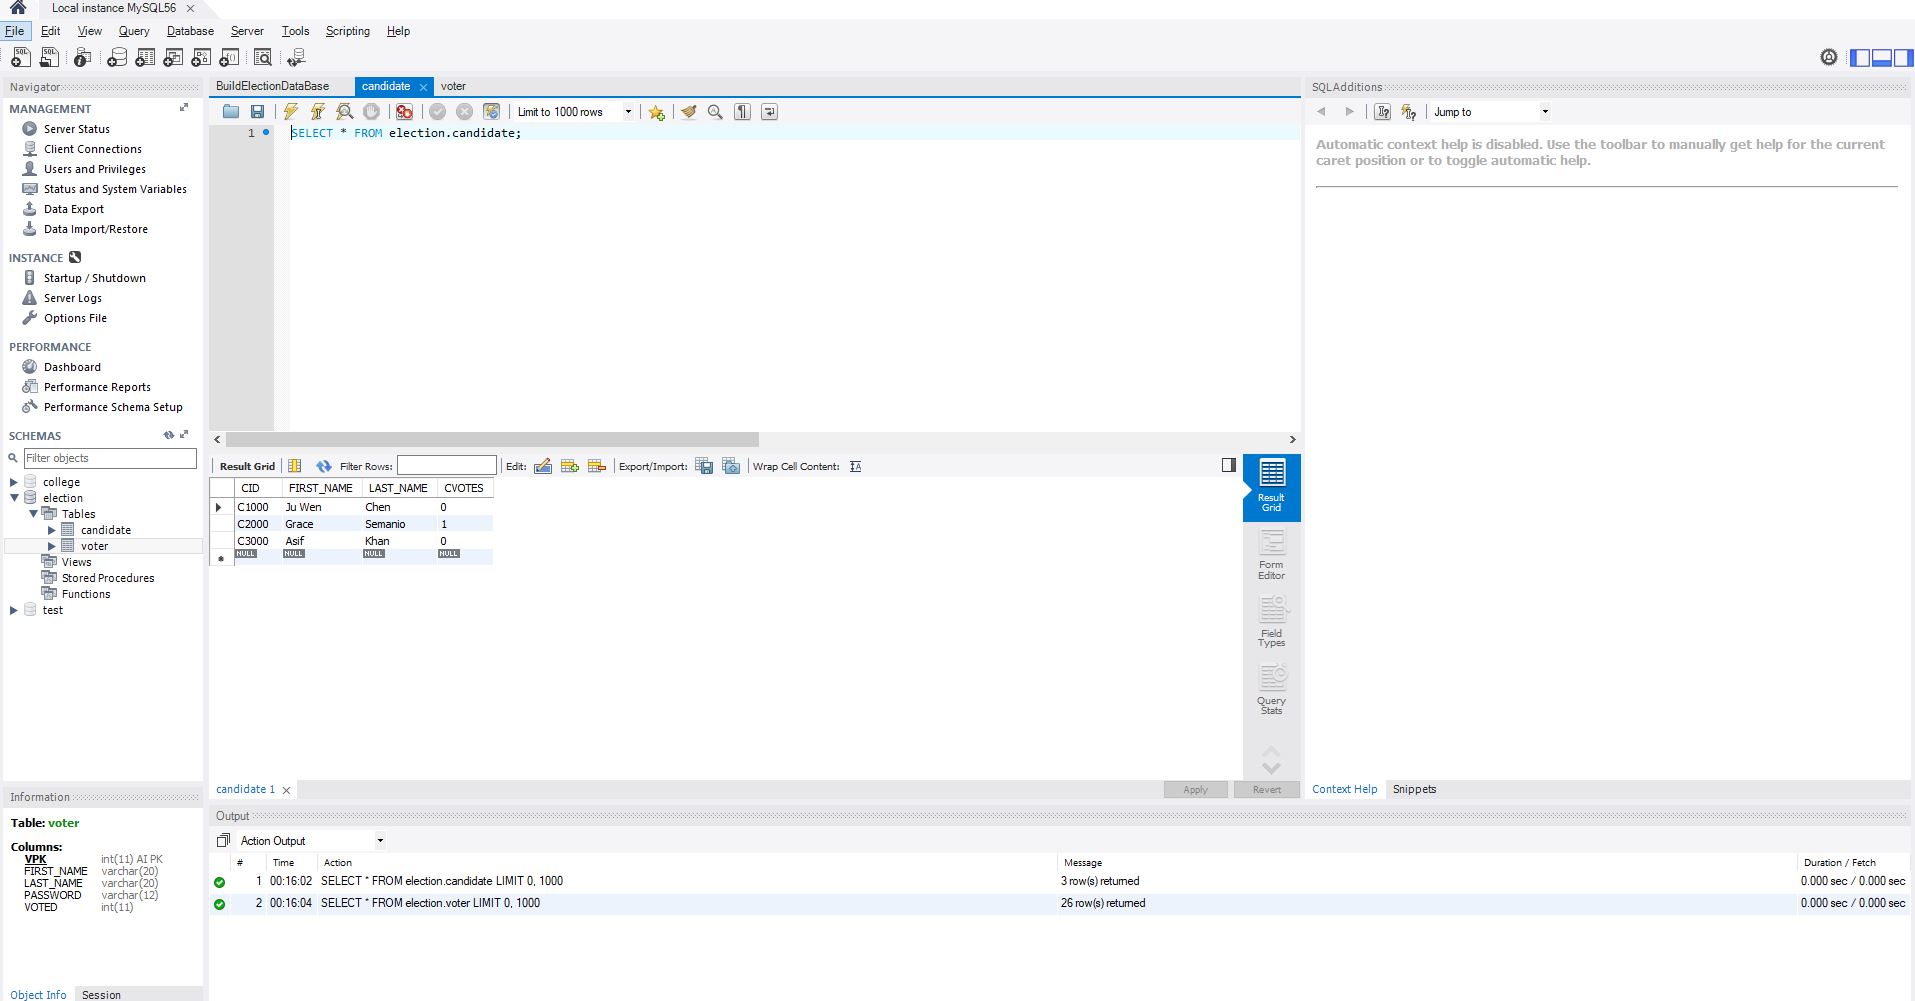 Local instance MySQL56
File Edit View Query Database Server Tools Scripting Help
Navigator
MANAGEMENT
Server Status
Client Connections
Users and Privileges
Status and System Variables
Data Export
Data Import/Restore
INSTANCE
Startup / Shutdown
Server Logs
Options File
PERFORMANCE
Dashboard
Performance Reports
Performance Schema Setup
SCHEMAS
Filter objects
college
election
Tables
candidate
voter
Views
Stored Procedures
Functions
test
Information
Table: voter
Columns:
VPK int(11) AI PK
FIRST_NAME varchar(20)
LAST_NAME varchar(20)
PASSWORD varchar(12)
VOTED int(11)
Object Info Session
BuildElectionDataBase candidate voter
Limit to 1000 rows
1 SELECT * FROM election.candidate;
Result Grid Filter Rows: Edit: Export/Import: Wrap Cell Content:
CID FIRST_NAME LAST_NAME CVOTES
C1000 Ju Wen Chen 0
C2000 Grace Semanio 1
C3000 Asif Khan 0
NULL NULL NULL NULL
Result
Grid
Form
Editor
Field
Types
Query
Stats
candidate 1 Apply Revert
SQLAdditions
Jump to
Automatic context help is disabled. Use the toolbar to manually get help for the current
caret position or to toggle automatic help.
Context Help Snippets
Output
Action Output
# Time Action Message Duration / Fetch
1 00:16:02 SELECT * FROM election.candidate LIMIT 0, 1000 3 row(s) returned 0.000 sec / 0.000 sec
2 00:16:04 SELECT * FROM election.voter LIMIT 0, 1000 26 row(s) returned 0.000 sec / 0.000 sec